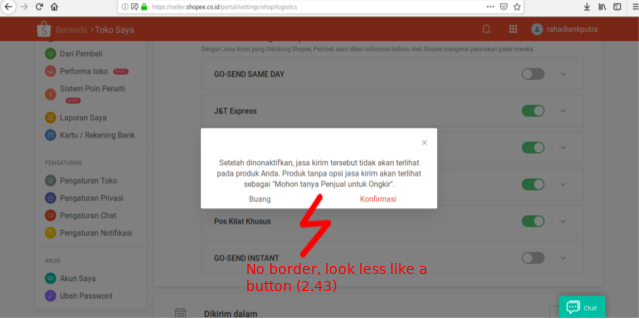 https://seller.shopee.co.id/portal/settings/shop/logistics
Beranda > Toko Saya
rahadiankputra
Dari Pembeli
Performa toko
Sistem Poin Penalti
Laporan Saya
Kartu / Rekening Bank
PENGATURAN
Pengaturan Toko
Pengaturan Privasi
Pengaturan Chat
Pengaturan Notifikasi
AKUN
Akun Saya
Ubah Password
Dengan Jasa Kirim yang Didukung Shopee, Pembeli akan diberi informasi terbaru oleh Shopee mengenai pelacakan paket mereka.
GO-SEND SAME DAY
J&T Express
Setelah dinonaktifkan, jasa kirim tersebut tidak akan terlihat
pada produk Anda. Produk tanpa opsi jasa kirim akan terlihat
sebagai "Mohon tanya Penjual untuk Ongkir".
Buang
Konfirmasi
Pos Kilat Khusus
GO-SEND INSTANT
No border, look less like a
button (2.43)
Dikirim dalam
Chat